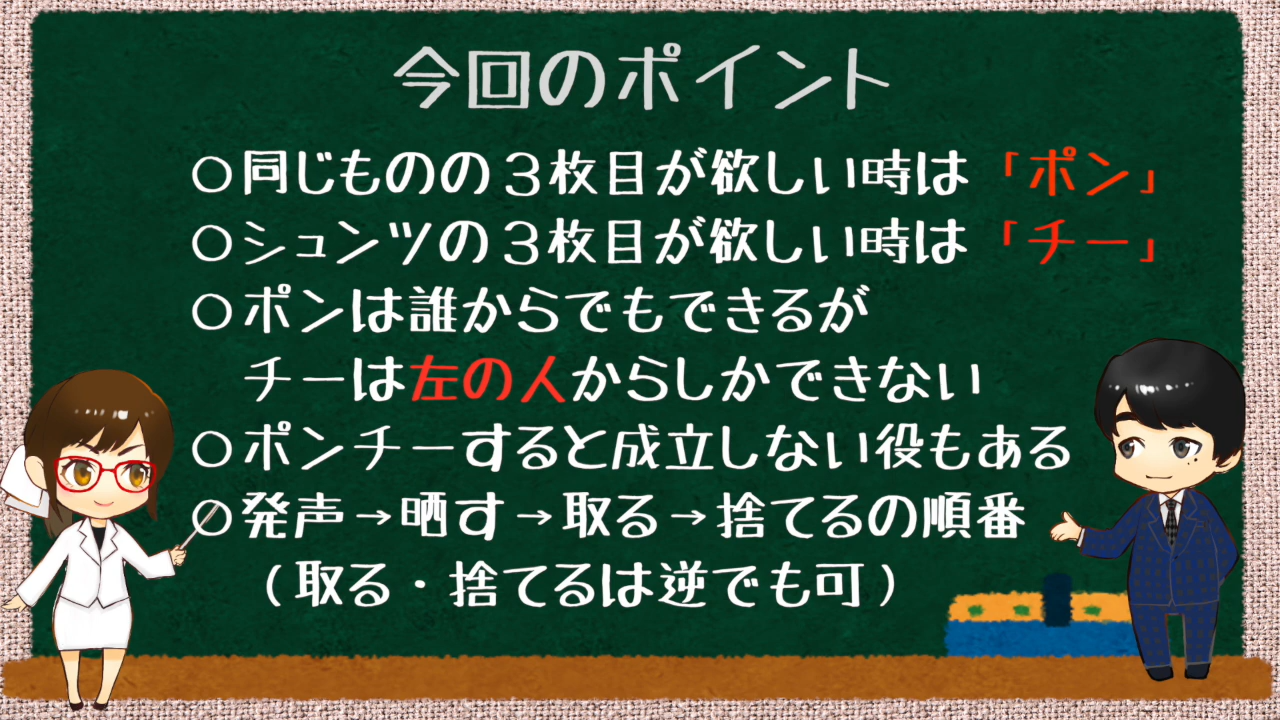 今回のポイント
○同じものの3枚目が欲しい時は「ポン」
○シュンツの3枚目が欲しい時は「チー」
○ポンは誰からでもできるが
チーは左の人からしかできない
○ポンチーすると成立しない役もある
○発声→晒す→取る→捨てるの順番
(取る・捨てるは逆でも可)